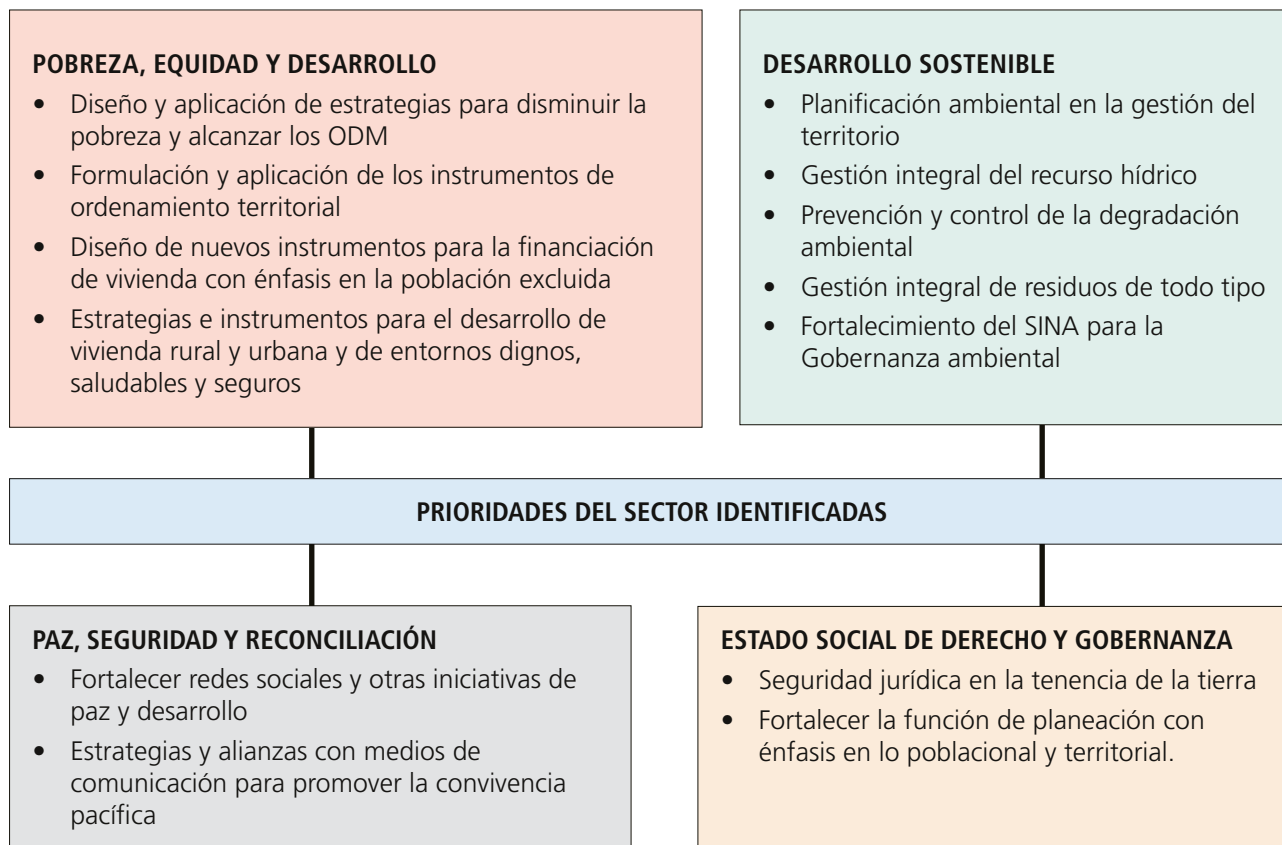 POBREZA, EQUIDAD Y DESARROLLO
• Diseño y aplicación de estrategias para disminuir la
pobreza y alcanzar los ODM
• Formulación y aplicación de los instrumentos de
ordenamiento territorial
• Diseño de nuevos instrumentos para la financiación
de vivienda con énfasis en la población excluida
• Estrategias e instrumentos para el desarrollo de
vivienda rural y urbana y de entornos dignos,
saludables y seguros
DESARROLLO SOSTENIBLE
• Planificación ambiental en la gestión del
territorio
• Gestión integral del recurso hídrico
• Prevención y control de la degradación
ambiental
• Gestión integral de residuos de todo tipo
• Fortalecimiento del SINA para la
Gobernanza ambiental
PRIORIDADES DEL SECTOR IDENTIFICADAS
PAZ, SEGURIDAD Y RECONCILIACIÓN
• Fortalecer redes sociales y otras iniciativas de
paz y desarrollo
• Estrategias y alianzas con medios de
comunicación para promover la convivencia
pacífica
ESTADO SOCIAL DE DERECHO Y GOBERNANZA
• Seguridad jurídica en la tenencia de la tierra
• Fortalecer la función de planeación con
énfasis en lo poblacional y territorial.